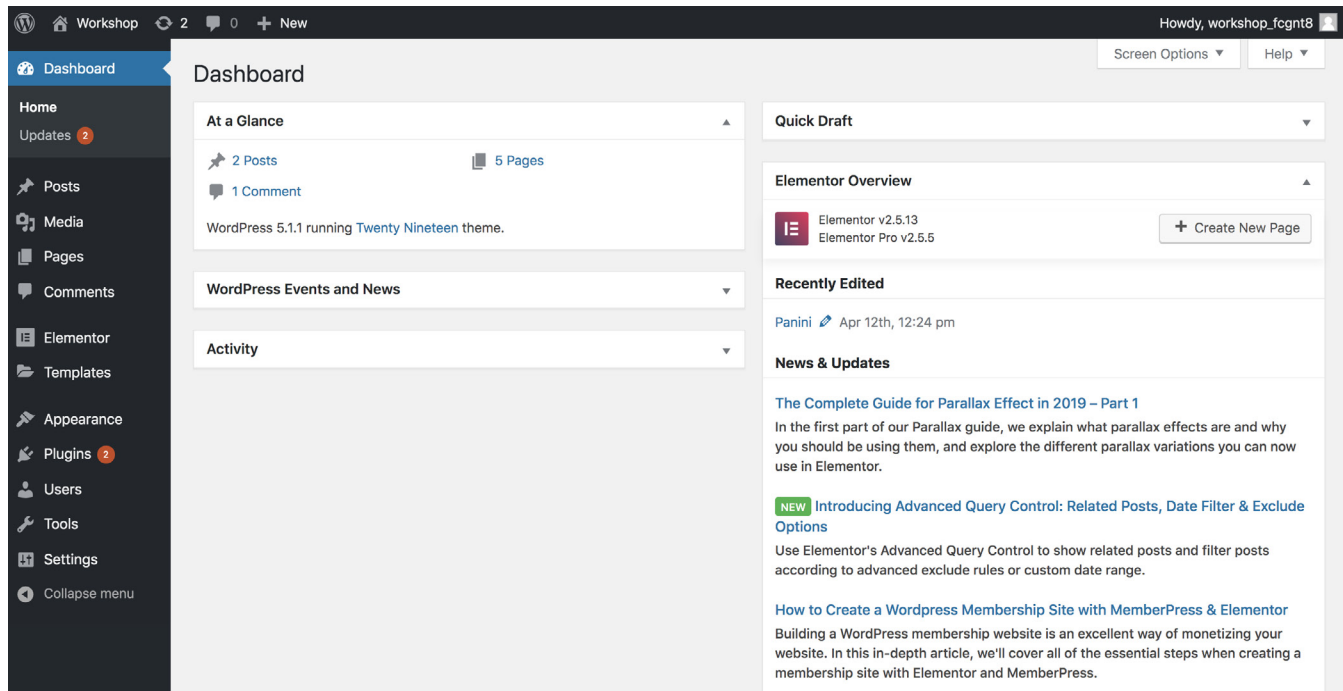 Workshop 2 0 New Howdy, workshop_fcgnt8
Screen Options Help
Dashboard
Home
Updates 2
Posts
Media
Pages
Comments
Elementor
Templates
Appearance
Plugins 2
Users
Tools
Settings
Collapse menu
Dashboard
At a Glance
2 Posts 5 Pages
1 Comment
WordPress 5.1.1 running Twenty Nineteen theme.
WordPress Events and News
Activity
Quick Draft
Elementor Overview
Elementor v2.5.13
Elementor Pro v2.5.5
+ Create New Page
Recently Edited
Panini Apr 12th, 12:24 pm
News & Updates
The Complete Guide for Parallax Effect in 2019 – Part 1
In the first part of our Parallax guide, we explain what parallax effects are and why
you should be using them, and explore the different parallax variations you can now
use in Elementor.
NEW Introducing Advanced Query Control: Related Posts, Date Filter & Exclude
Options
Use Elementor's Advanced Query Control to show related posts and filter posts
according to advanced exclude rules or custom date range.
How to Create a Wordpress Membership Site with MemberPress & Elementor
Building a WordPress membership website is an excellent way of monetizing your
website. In this in-depth article, we'll cover all of the essential steps when creating a
membership site with Elementor and MemberPress.